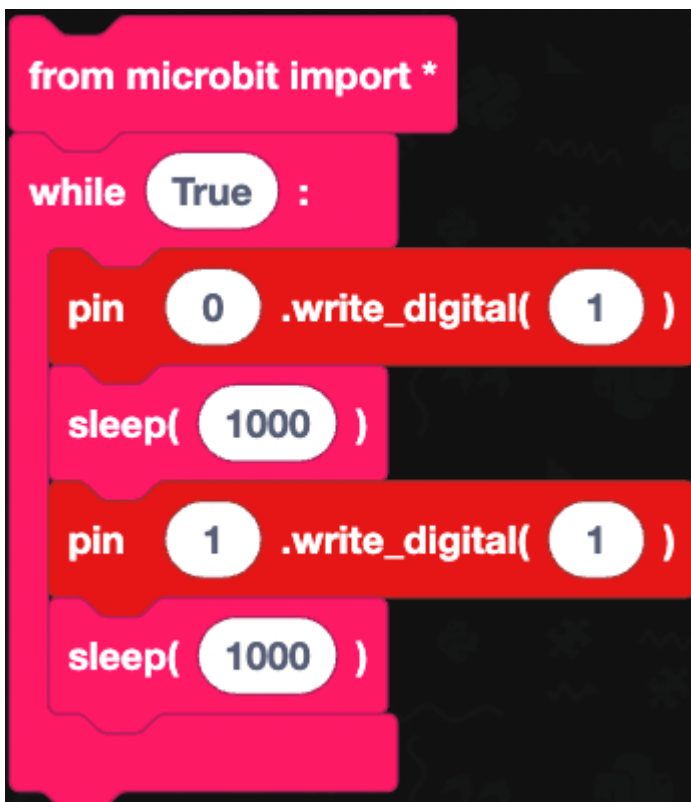 from microbit import *
while True :
pin 0 .write_digital( 1 )
sleep( 1000 )
pin 1 .write_digital( 1 )
sleep( 1000 )